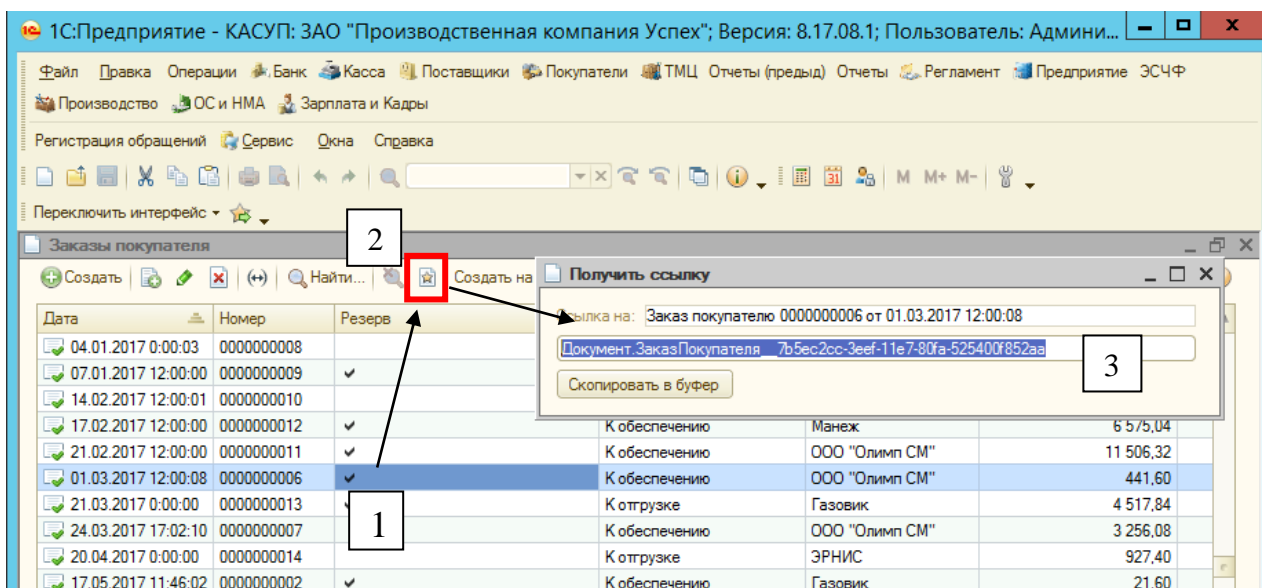 1С:Предприятие - КАСУП: ЗАО "Производственная компания Успех"; Версия: 8.17.08.1; Пользователь: Админи...
Файл Правка Операции Банк Касса Поставщики Покупатели ТМЦ Отчеты (предыд) Отчеты Регламент Предприятие ЭСЧФ
Производство ОС и НМА Зарплата и Кадры
Регистрация обращений Сервис Окна Справка
31 M M+ M-
Переключить интерфейс
2
Заказы покупателя
Создать Найти... Создать на
Получить ссылку
Ссылка на: Заказ покупателю 0000000006 от 01.03.2017 12:00:08
Документ.ЗаказПокупателя__7b5ec2cc-3eef-11e7-80fa-525400f852aa
3
Скопировать в буфер
Дата Номер Резерв
04.01.2017 0:00:03 0000000008
07.01.2017 12:00:00 0000000009
14.02.2017 12:00:01 0000000010
17.02.2017 12:00:00 0000000012 К обеспечению Манеж 6 575,04
21.02.2017 12:00:00 0000000011 К обеспечению ООО "Олимп СМ" 11 506,32
01.03.2017 12:00:08 0000000006 К обеспечению ООО "Олимп СМ" 441,60
21.03.2017 0:00:00 0000000013 К отгрузке Газовик 4 517,84
1
24.03.2017 17:02:10 0000000007 К обеспечению ООО "Олимп СМ" 3 256,08
20.04.2017 0:00:00 0000000014 К отгрузке ЭРНИС 927,40
17.05.2017 11:46:02 0000000002 К обеспечению Газовик 21,60